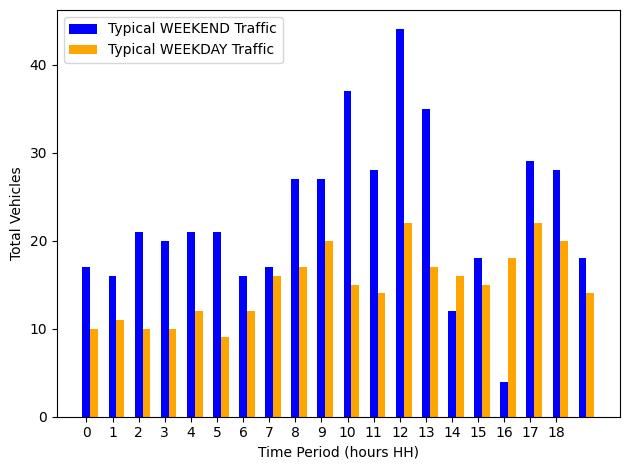 Typical WEEKEND Traffic
Typical WEEKDAY Traffic
Total Vehicles
40
30
20
10
0
0 1 2 3 4 5 6 7 8 9 10 11 12 13 14 15 16 17 18
Time Period (hours HH)